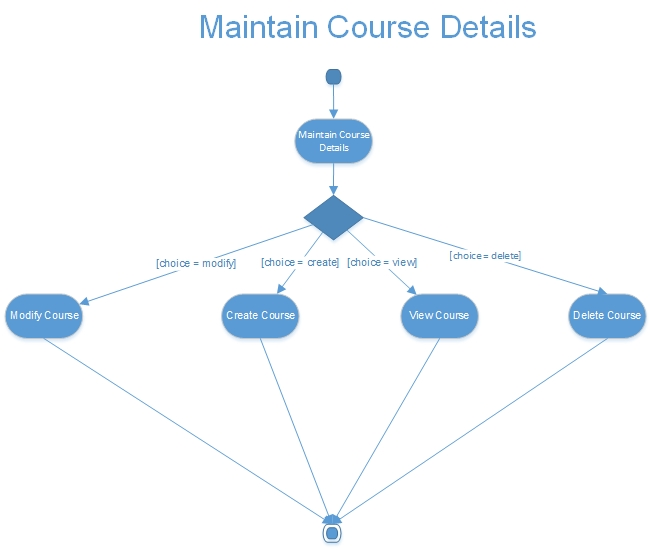 Maintain Course Details
Maintain Course
Details
[choice = modify]
[choice = create]
[choice = view]
[choice = delete]
Modify Course
Create Course
View Course
Delete Course